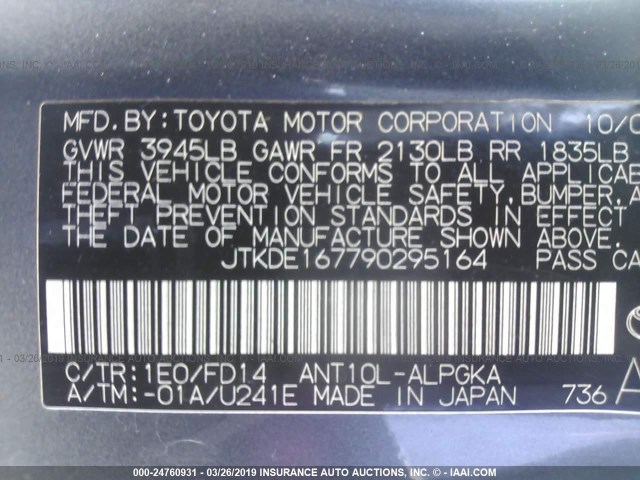 MFD.BY:TOYOTA MOTOR CORPORATION 10/0
GVWR 3945LB GAWR FR 2130LB RR 1835LB
THIS VEHICLE CONFORMS TO ALL APPLICAB
FEDERAL MOTOR VEHICLE SAFETY,BUMPER,A
THEFT PREVENTION STANDARDS IN EFFECT
THE DATE OF MANUFACTURE SHOWN ABOVE.
JTKDE167790295164 PASS CA
C/TR:1E0/FD14 ANT10L-ALPGKA
A/TM:-01A/U241E MADE IN JAPAN 736 A
000-24760931 - 03/26/2019 INSURANCE AUTO AUCTIONS, INC. - © - IAAI.COM